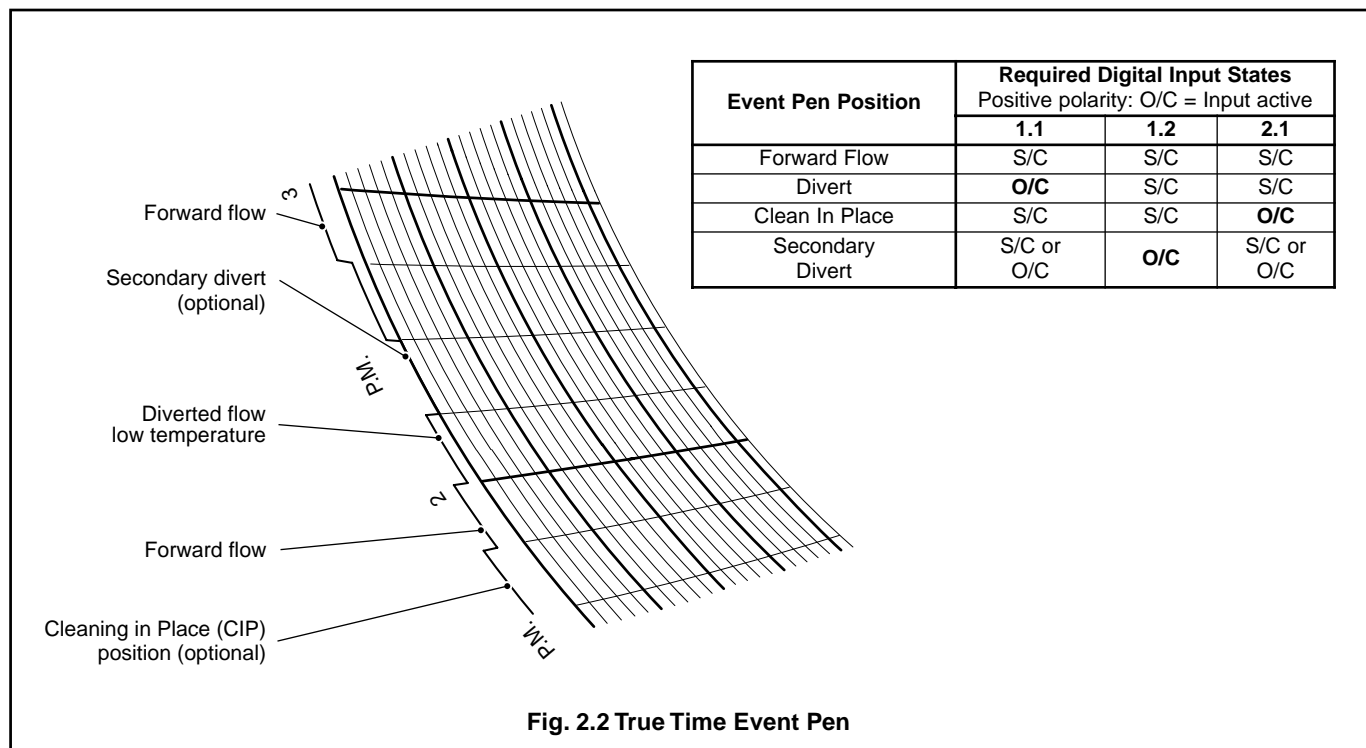 Event Pen Position
Required Digital Input States
Positive polarity: O/C = Input active
1.1 1.2 2.1
Forward Flow S/C S/C S/C
Divert O/C S/C S/C
Clean In Place S/C S/C O/C
Secondary Divert S/C or O/C O/C S/C or O/C
3
Forward flow
Secondary divert
(optional)
P.M.
Diverted flow
low temperature
2
Forward flow
Cleaning in Place (CIP)
position (optional)
P.M.
Fig. 2.2 True Time Event Pen